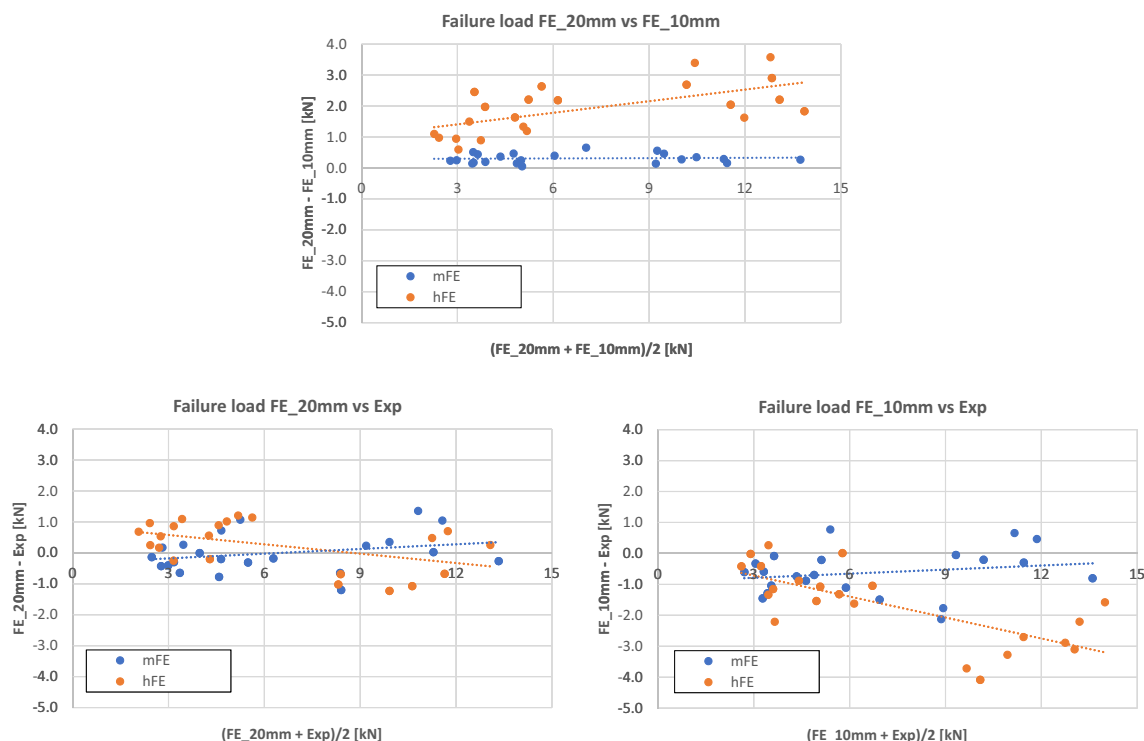 Failure load FE_20mm vs FE_10mm
4.0
3.0
2.0
1.0
0.0
-1.0
-2.0
-3.0
-4.0
-5.0
0 3 6 9 12 15
FE_20mm - FE_10mm [kN]
mFE
hFE
(FE_20mm + FE_10mm)/2 [kN]
Failure load FE_20mm vs Exp
4.0
3.0
2.0
1.0
0.0
-1.0
-2.0
-3.0
-4.0
-5.0
0 3 6 9 12 15
FE_20mm - Exp [kN]
mFE
hFE
(FE_20mm + Exp)/2 [kN]
Failure load FE_10mm vs Exp
4.0
3.0
2.0
1.0
0.0
-1.0
-2.0
-3.0
-4.0
-5.0
0 3 6 9 12 15
FE_10mm - Exp [kN]
mFE
hFE
(FE_10mm + Exp)/2 [kN]